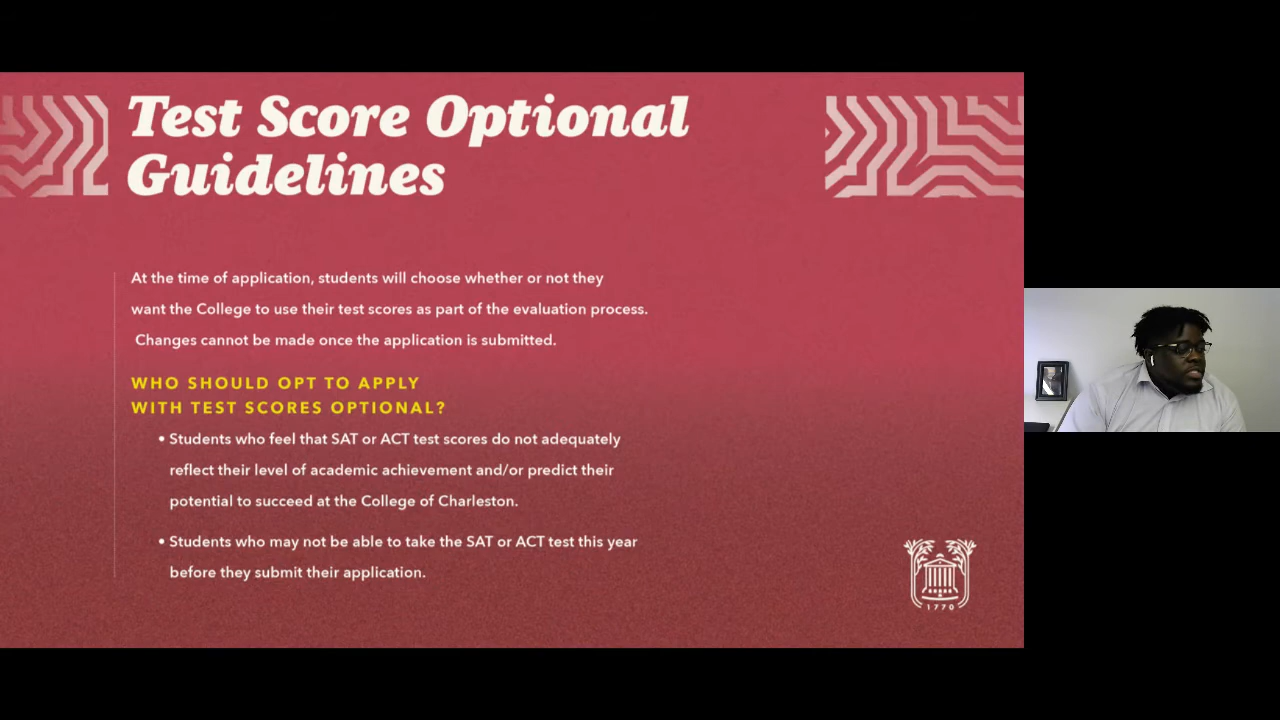 Test Score Optional
Guidelines
At the time of application, students will choose whether or not they
want the College to use their test scores as part of the evaluation process.
Changes cannot be made once the application is submitted.
WHO SHOULD OPT TO APPLY
WITH TEST SCORES OPTIONAL?
• Students who feel that SAT or ACT test scores do not adequately
reflect their level of academic achievement and/or predict their
potential to succeed at the College of Charleston.
• Students who may not be able to take the SAT or ACT test this year
before they submit their application.
1770